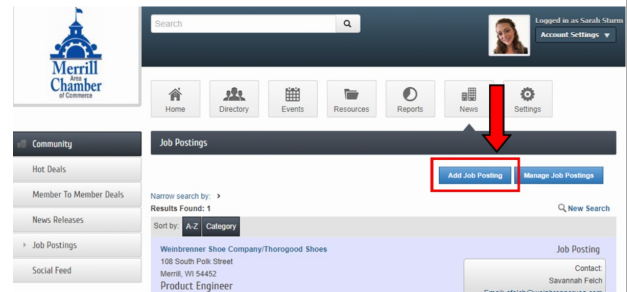 Search
Logged in as Sarah Sturm
Account Settings
Merrill
Area
Chamber
of Commerce
Home
Directory
Events
Resources
Reports
News
Settings
Community
Hot Deals
Member To Member Deals
News Releases
Job Postings
Social Feed
Job Postings
Add Job Posting
Manage Job Postings
Narrow search by:
Results Found: 1
New Search
Sort by: A-Z Category
Weinbrenner Shoe Company/Thorogood Shoes
Job Posting
108 South Polk Street
Merrill, WI 54452
Product Engineer
Contact:
Savannah Felch